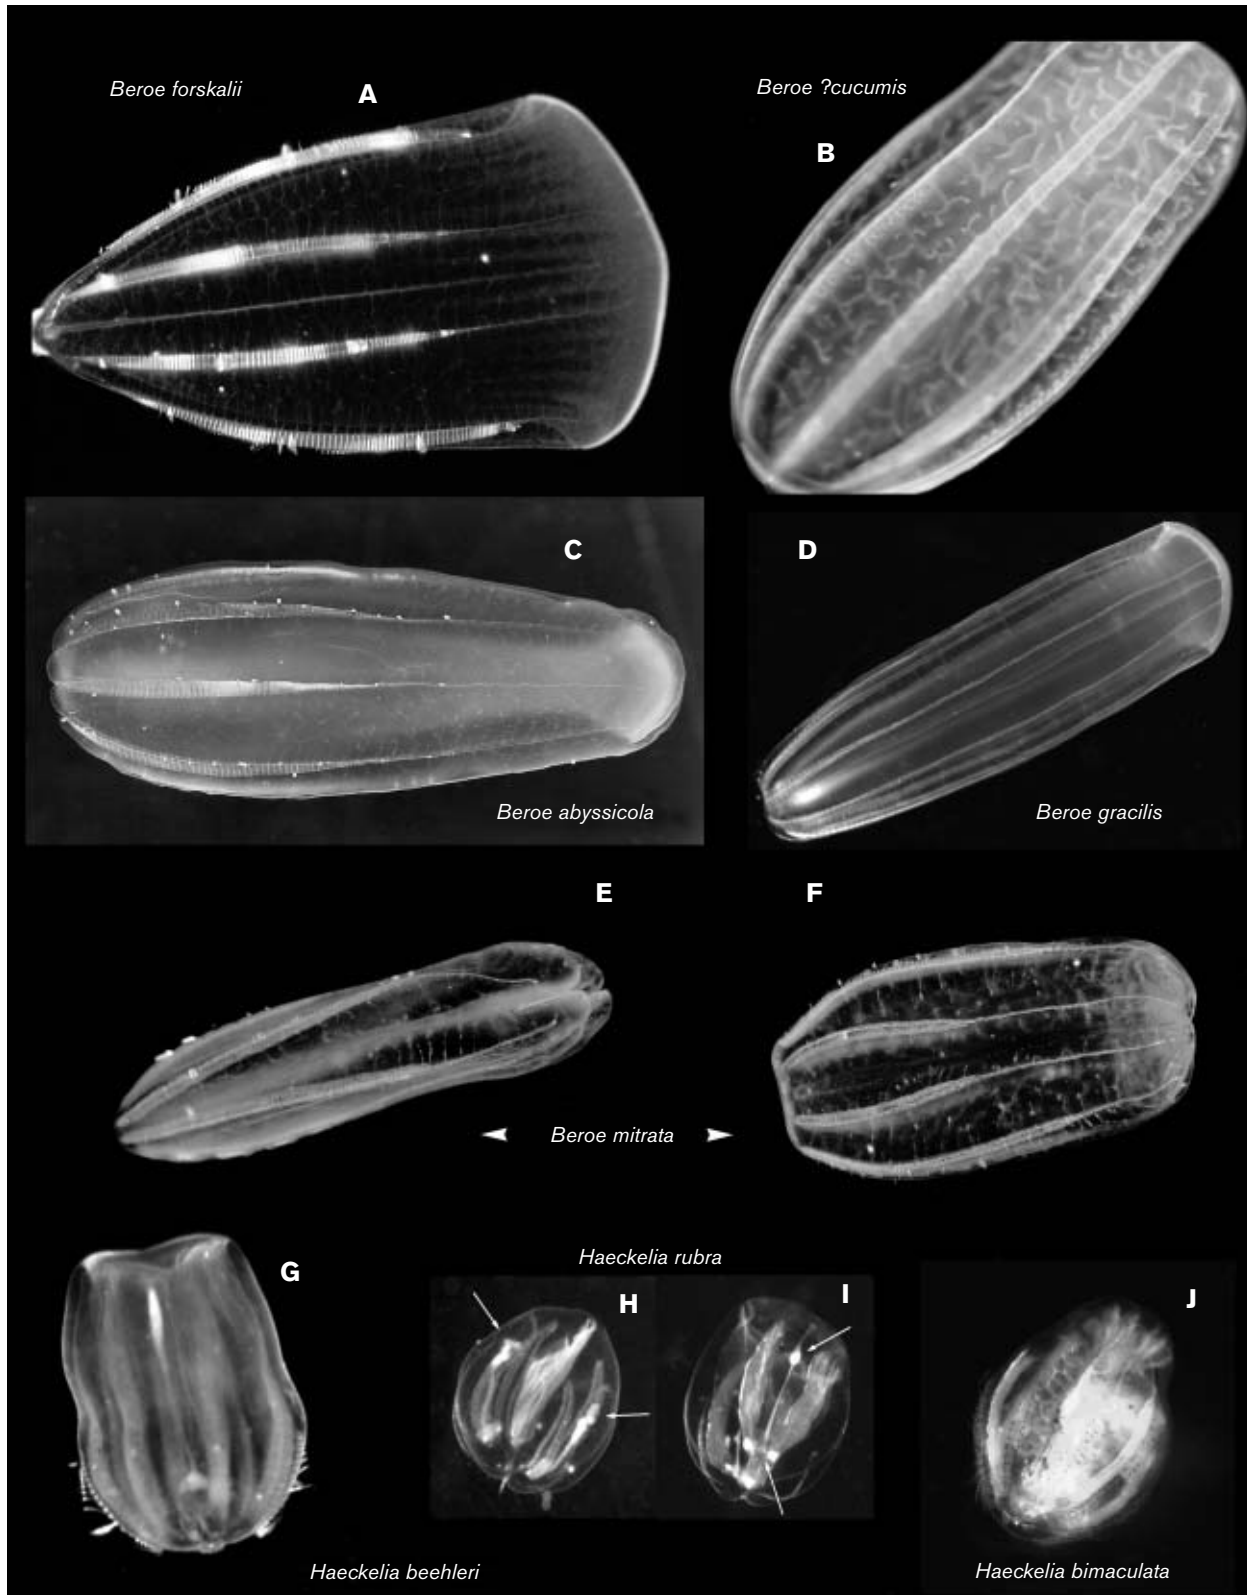 Beroe forskalii
A
Beroe ?cucumis
B
C
Beroe abyssicola
D
Beroe gracilis
E
F
Beroe mitrata
G
Haeckelia rubra
H
I
J
Haeckelia beehleri
Haeckelia bimaculata